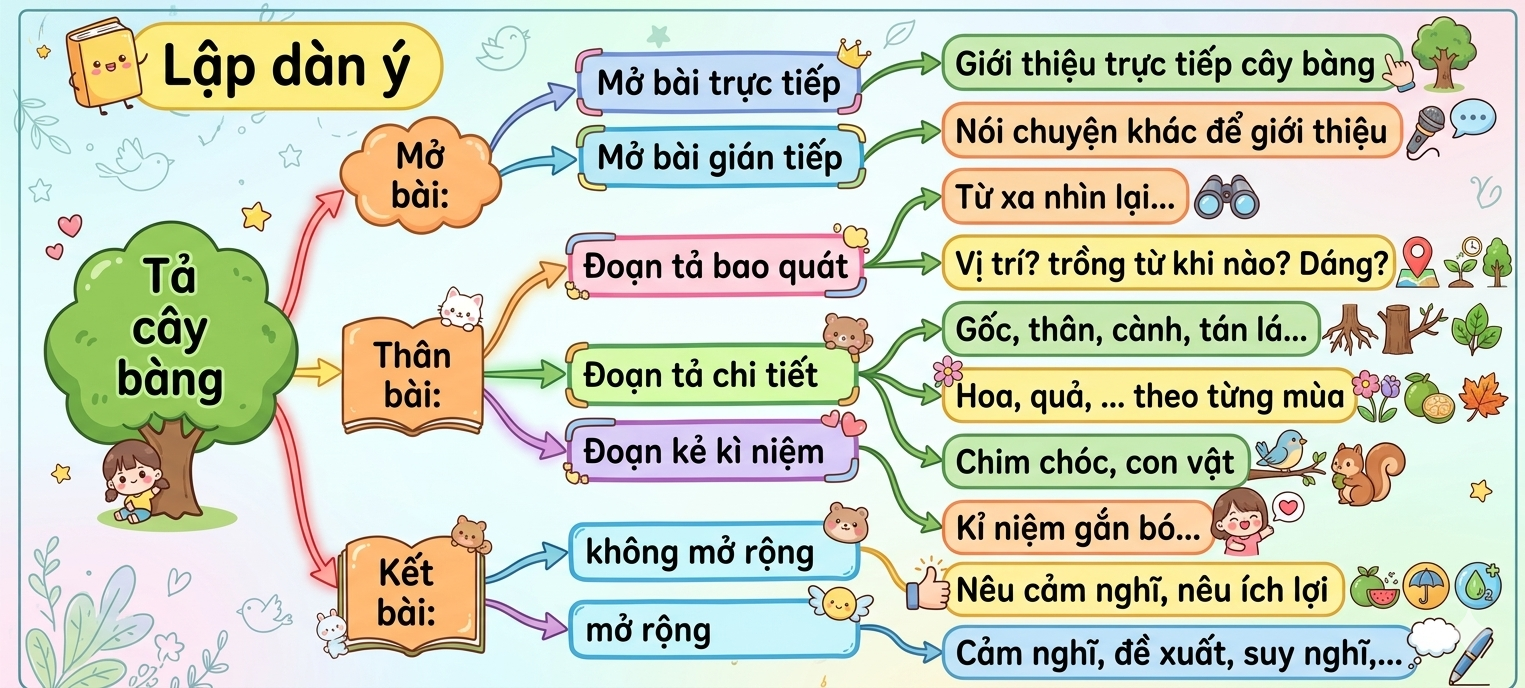 Lập dàn ý
Tả
cây
bàng
Mở
bài:
Mở bài trực tiếp
Giới thiệu trực tiếp cây bàng
Mở bài gián tiếp
Nói chuyện khác để giới thiệu
Thân
bài:
Đoạn tả bao quát
Từ xa nhìn lại...
Vị trí? trồng từ khi nào? Dáng?
Đoạn tả chi tiết
Gốc, thân, cành, tán lá...
Hoa, quả, ... theo từng mùa
Chim chóc, con vật
Đoạn kẻ kì niệm
Kỉ niệm gắn bó...
Kết
bài:
không mở rộng
Nêu cảm nghĩ, nêu ích lợi
mở rộng
Cảm nghĩ, đề xuất, suy nghĩ,...